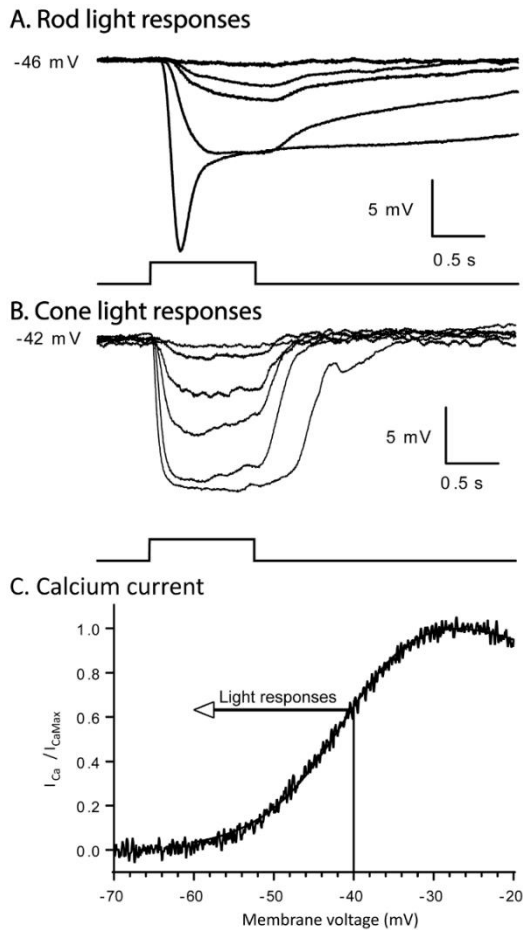 A. Rod light responses
-46 mV
5 mV
0.5 s
B. Cone light responses
-42 mV
5 mV
0.5 s
C. Calcium current
1.0
0.8
0.6
0.4
0.2
0.0
I Ca / I CaMax
Light responses
-70 -60 -50 -40 -30 -20
Membrane voltage (mV)